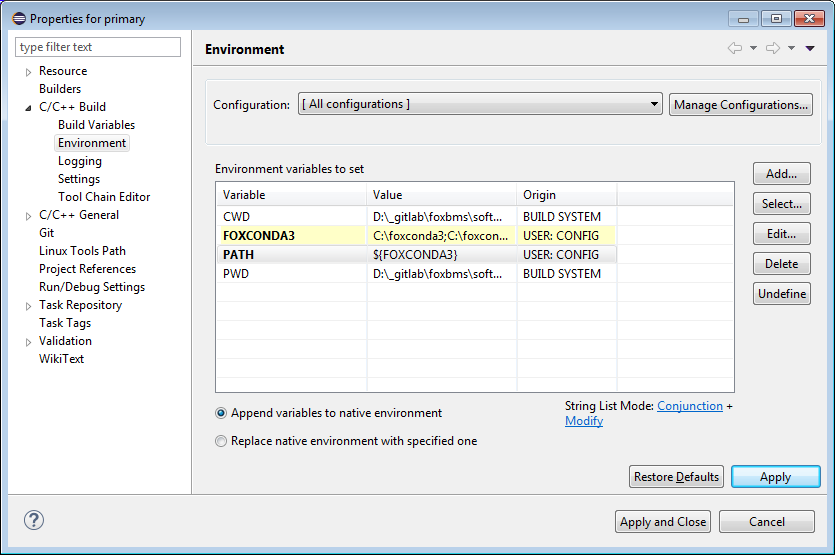 Properties for primary
type filter text
Resource
Builders
C/C++ Build
Build Variables
Environment
Logging
Settings
Tool Chain Editor
C/C++ General
Git
Linux Tools Path
Project References
Run/Debug Settings
Task Repository
Task Tags
Validation
WikiText
Environment
Configuration: [ All configurations ] Manage Configurations...
Environment variables to set
Variable Value Origin
CWD D:\_gitlab\foxbms\soft... BUILD SYSTEM
FOXCONDA3 C:\foxconda3;C:\foxcon... USER: CONFIG
PATH ${FOXCONDA3} USER: CONFIG
PWD D:\_gitlab\foxbms\soft... BUILD SYSTEM
Add...
Select...
Edit...
Delete
Undefine
Append variables to native environment
Replace native environment with specified one
String List Mode: Conjunction +
Modify
Restore Defaults Apply
? Apply and Close Cancel